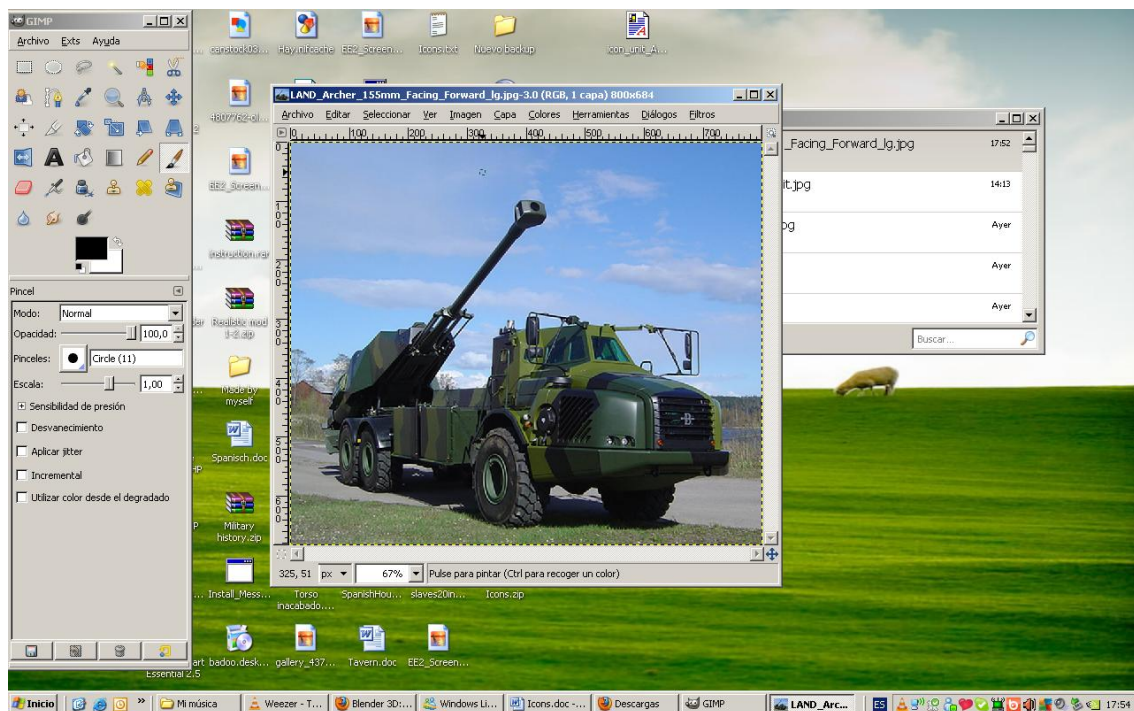 GIMP
Archivo Exts Ayuda
Pincel
Modo: Normal
Opacidad: 100,0
Pinceles: Circle (11)
Escala: 1,00
Sensibilidad de presión
Desvanecimiento
Aplicar jitter
Incremental
Utilizar color desde el degradado
EE2_Screen...
Icons.txt
Nuevo backup
con_unit_A...
EE2_Screen...
instruction.rar
Realistic mod
1-2.zip
Made by
myself
Spanisch.doc
Military
history.zip
Install_Mess...
Torso
inacabado....
SpanishHou...
slaves20in...
Icons.zip
badoo.desk...
gallery_437...
Tavern.doc
EE2_Screen...
Essential 2.5
LAND_Archer_155mm_Facing_Forward_lg.jpg-3.0 (RGB, 1 capa) 800x684
Archivo Editar Seleccionar Ver Imagen Capa Colores Herramientas Diálogos Filtros
0 100 200 300 400 500 600 700
325, 51 px 67% Pulse para pintar (Ctrl para recoger un color)
_Facing_Forward_lg.jpg 17:52
it.jpg 14:13
og Ayer
Ayer
Ayer
Buscar...
Inicio
Mi música
Weezer - T...
Blender 3D:...
Windows Li...
Icons.doc -...
Descargas
GIMP
LAND_Arc...
ES
17:54